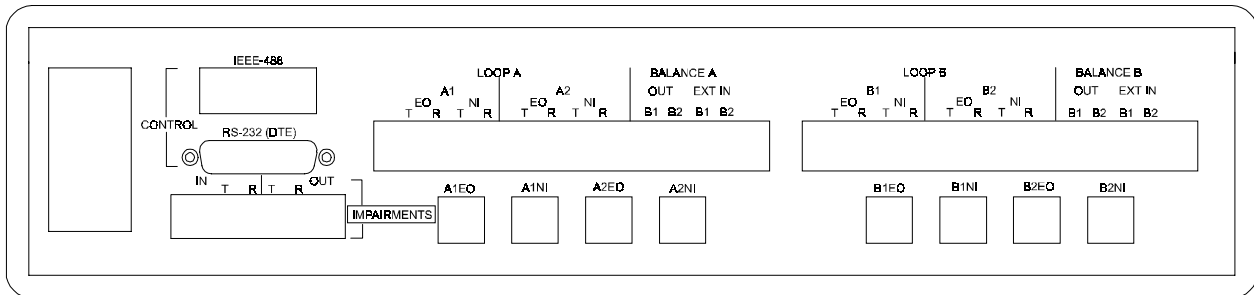 IEEE-488
CONTROL
RS-232 (DTE)
IN T R T R OUT
IMPAIRMENTS
LOOP A
A1 A2
EO NI EO NI
T R T R T R T R
BALANCE A
OUT EXT IN
B1 B2 B1 B2
A1EO A1NI A2EO A2NI
LOOP B
B1 B2
EO NI EO NI
T R T R T R T R
BALANCE B
OUT EXT IN
B1 B2 B1 B2
B1EO B1NI B2EO B2NI